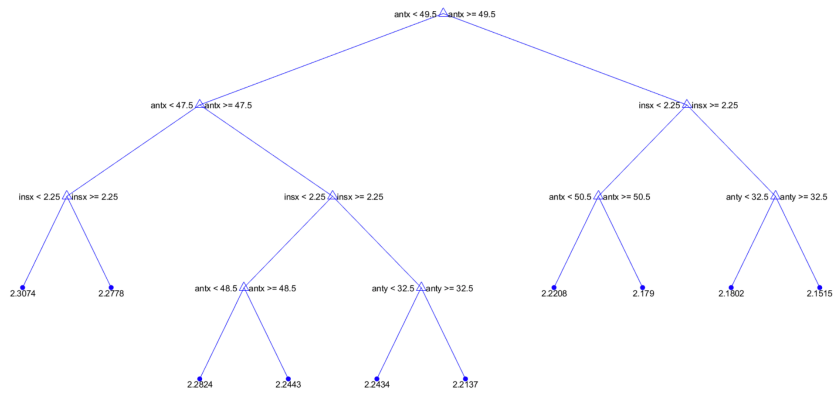 antx < 49.5 antx >= 49.5
antx < 47.5 antx >= 47.5 insx < 2.25 insx >= 2.25
insx < 2.25 insx >= 2.25 insx < 2.25 insx >= 2.25 antx < 50.5 antx >= 50.5 anty < 32.5 anty >= 32.5
2.3074 2.2778 antx < 48.5 antx >= 48.5 anty < 32.5 anty >= 32.5 2.2208 2.179 2.1802 2.1515
2.2824 2.2443 2.2434 2.2137